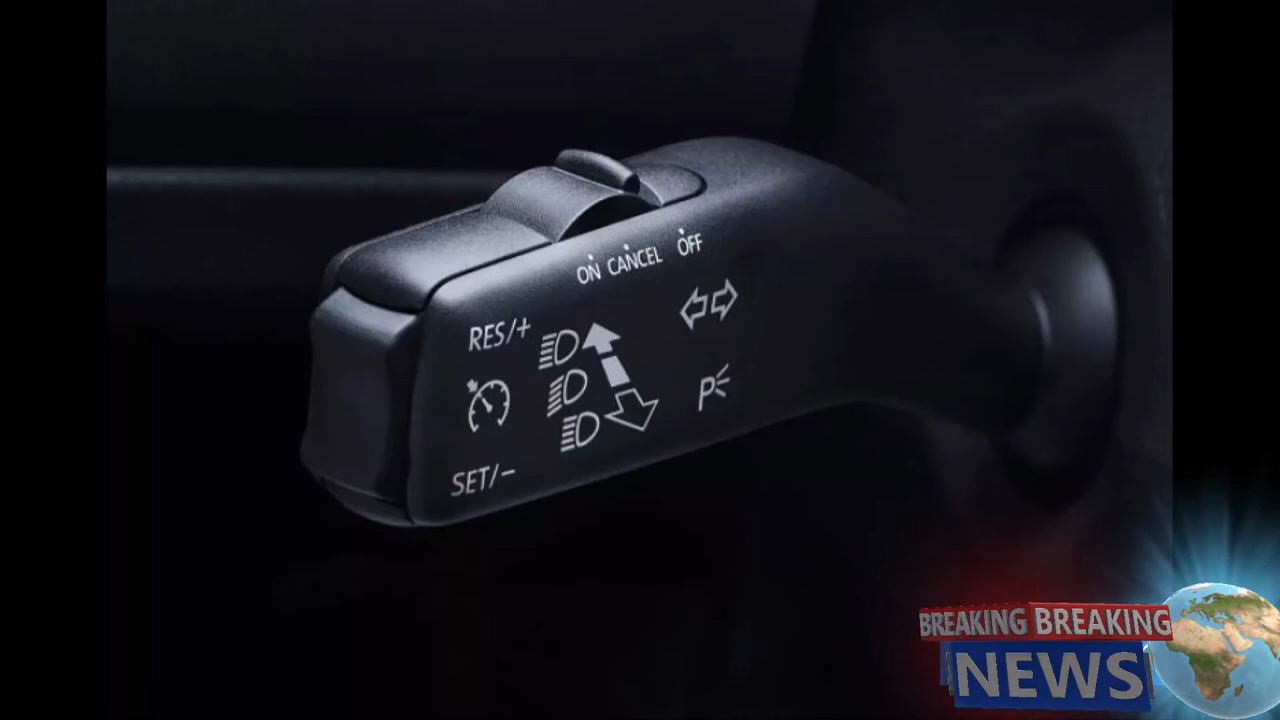 ON CANCEL OFF
RES/+
SET/-
P
BREAKING BREAKING
NEWS